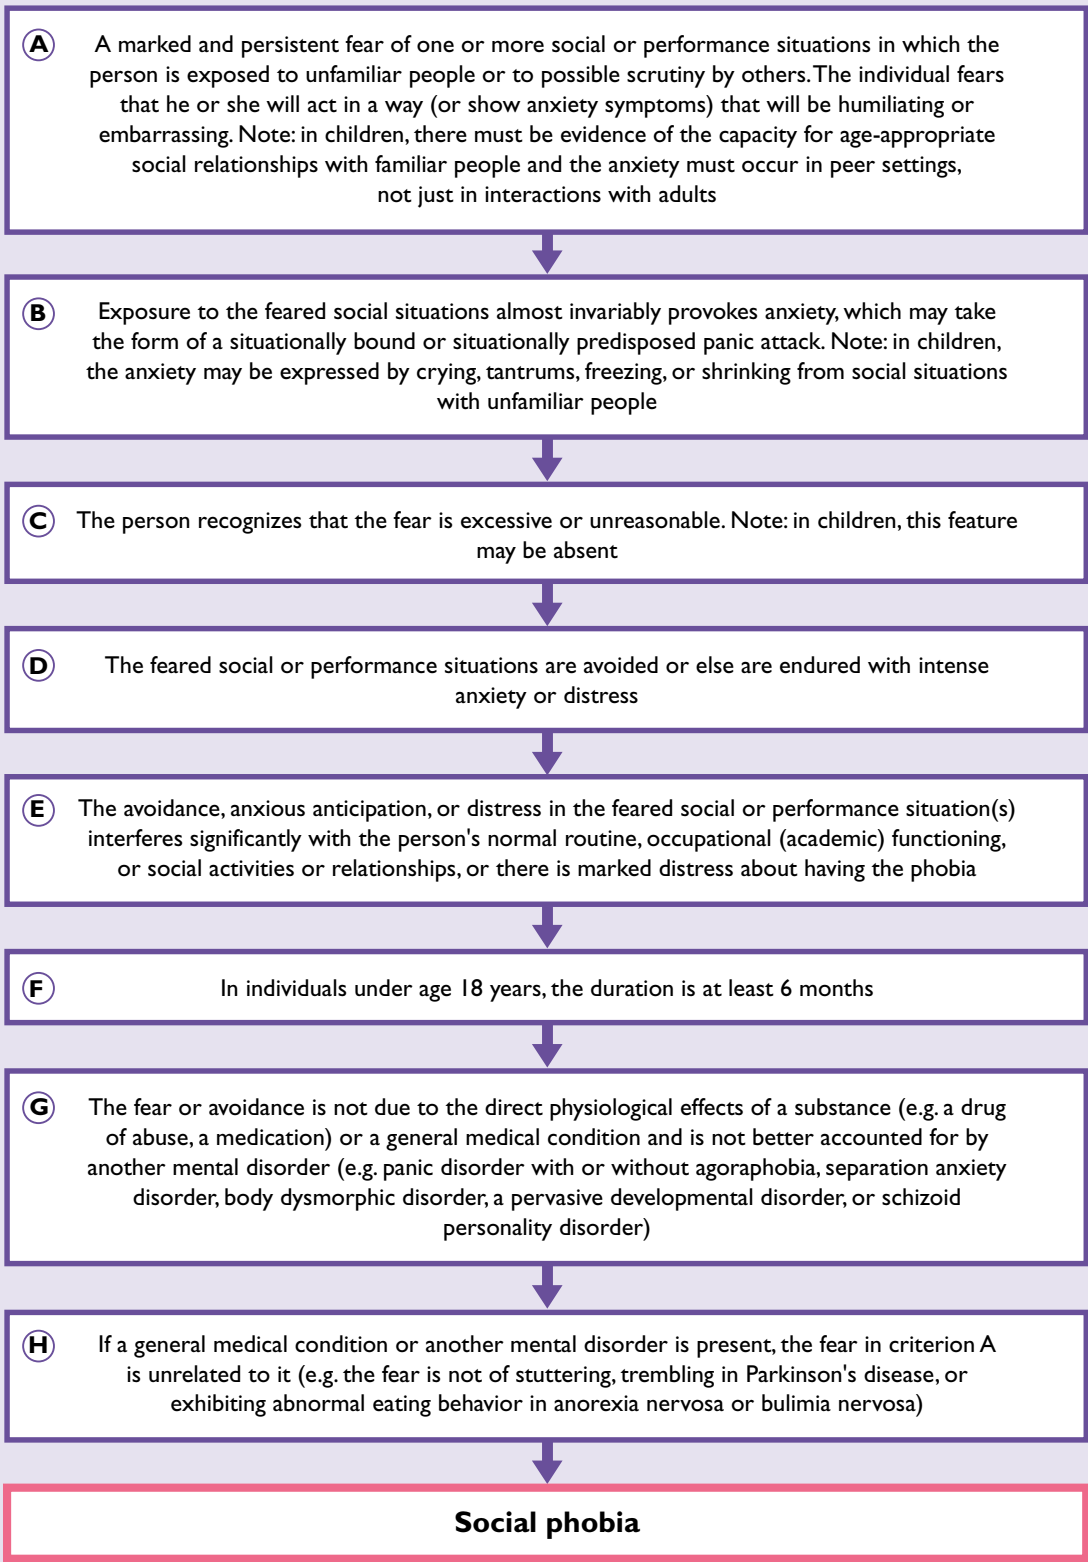 A
A marked and persistent fear of one or more social or performance situations in which the
person is exposed to unfamiliar people or to possible scrutiny by others. The individual fears
that he or she will act in a way (or show anxiety symptoms) that will be humiliating or
embarrassing. Note: in children, there must be evidence of the capacity for age-appropriate
social relationships with familiar people and the anxiety must occur in peer settings,
not just in interactions with adults
B
Exposure to the feared social situations almost invariably provokes anxiety, which may take
the form of a situationally bound or situationally predisposed panic attack. Note: in children,
the anxiety may be expressed by crying, tantrums, freezing, or shrinking from social situations
with unfamiliar people
C
The person recognizes that the fear is excessive or unreasonable. Note: in children, this feature
may be absent
D
The feared social or performance situations are avoided or else are endured with intense
anxiety or distress
E
The avoidance, anxious anticipation, or distress in the feared social or performance situation(s)
interferes significantly with the person's normal routine, occupational (academic) functioning,
or social activities or relationships, or there is marked distress about having the phobia
F
In individuals under age 18 years, the duration is at least 6 months
G
The fear or avoidance is not due to the direct physiological effects of a substance (e.g. a drug
of abuse, a medication) or a general medical condition and is not better accounted for by
another mental disorder (e.g. panic disorder with or without agoraphobia, separation anxiety
disorder, body dysmorphic disorder, a pervasive developmental disorder, or schizoid
personality disorder)
H
If a general medical condition or another mental disorder is present, the fear in criterion A
is unrelated to it (e.g. the fear is not of stuttering, trembling in Parkinson's disease, or
exhibiting abnormal eating behavior in anorexia nervosa or bulimia nervosa)
Social phobia